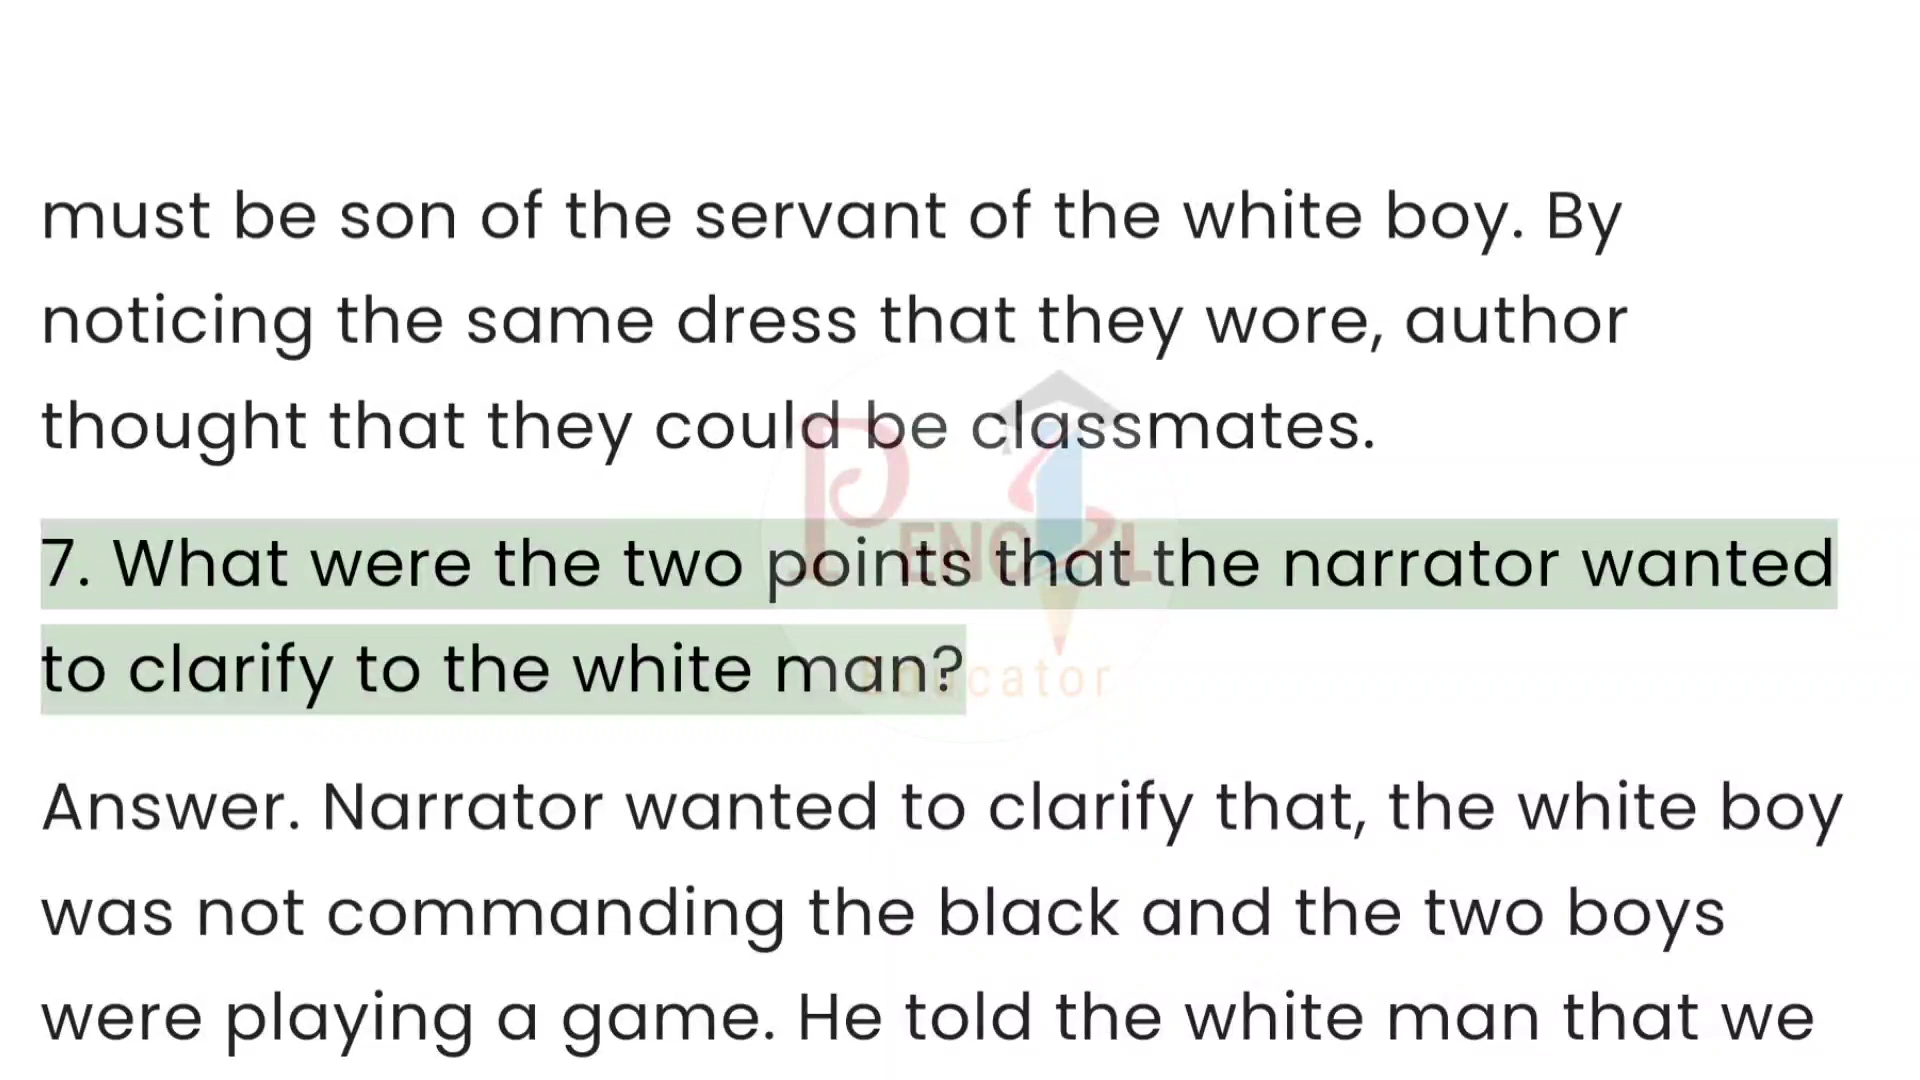 must be son of the servant of the white boy. By
noticing the same dress that they wore, author
thought that they could be classmates.
7. What were the two points that the narrator wanted
to clarify to the white man?
Answer. Narrator wanted to clarify that, the white boy
was not commanding the black and the two boys
were playing a game. He told the white man that we
PENCIL
Educator